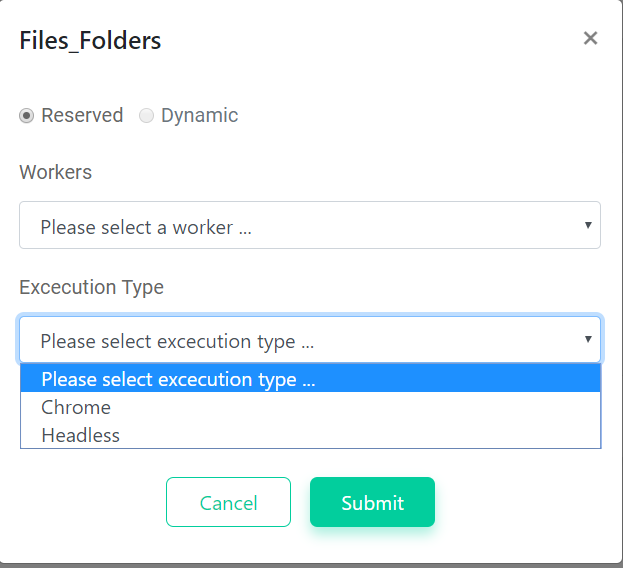 Files_Folders
×
Reserved Dynamic
Workers
Please select a worker ...
Excecution Type
Please select excecution type ...
Please select excecution type ...
Chrome
Headless
Cancel Submit